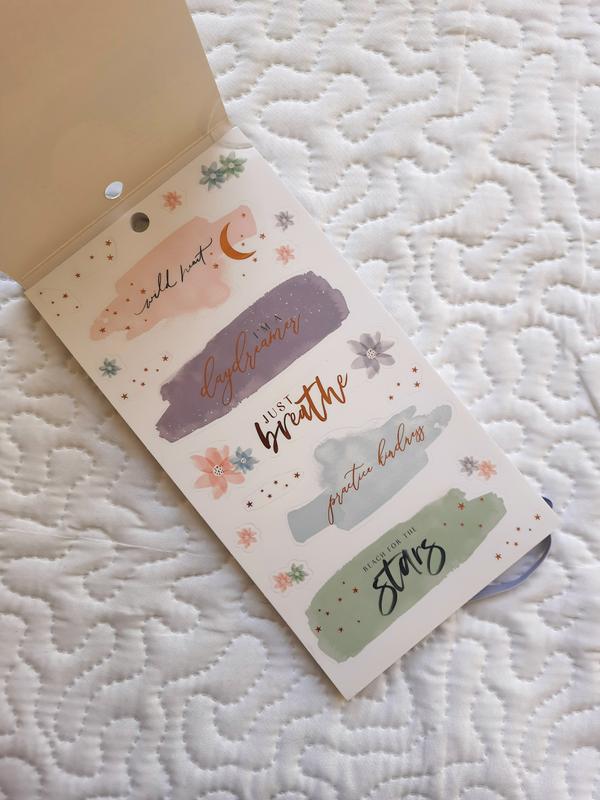 wild heart
I'M A
daydreamer
JUST
breathe
practice kindness
REACH FOR THE
stars